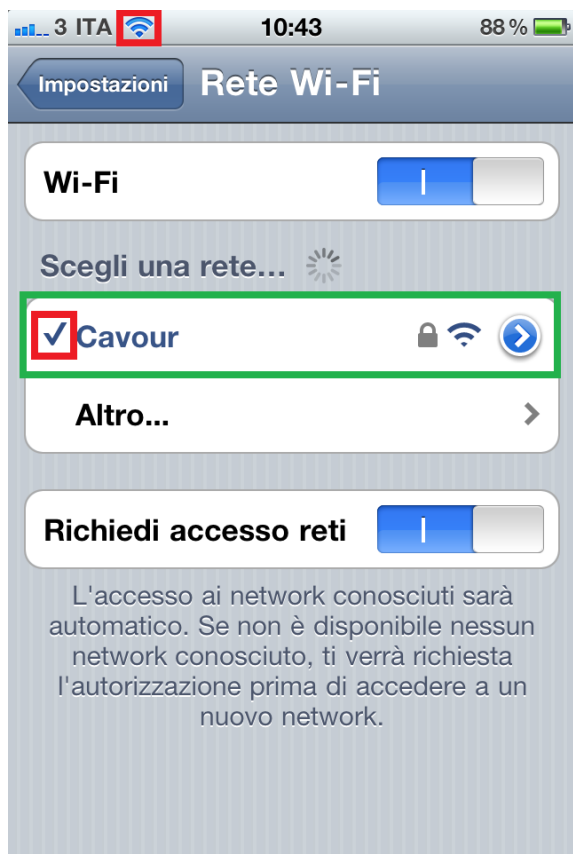 3 ITA 10:43 88 %
Impostazioni Rete Wi-Fi
Wi-Fi
Scegli una rete...
Cavour
Altro...
Richiedi accesso reti
L'accesso ai network conosciuti sarà
automatico. Se non è disponibile nessun
network conosciuto, ti verrà richiesta
l'autorizzazione prima di accedere a un
nuovo network.